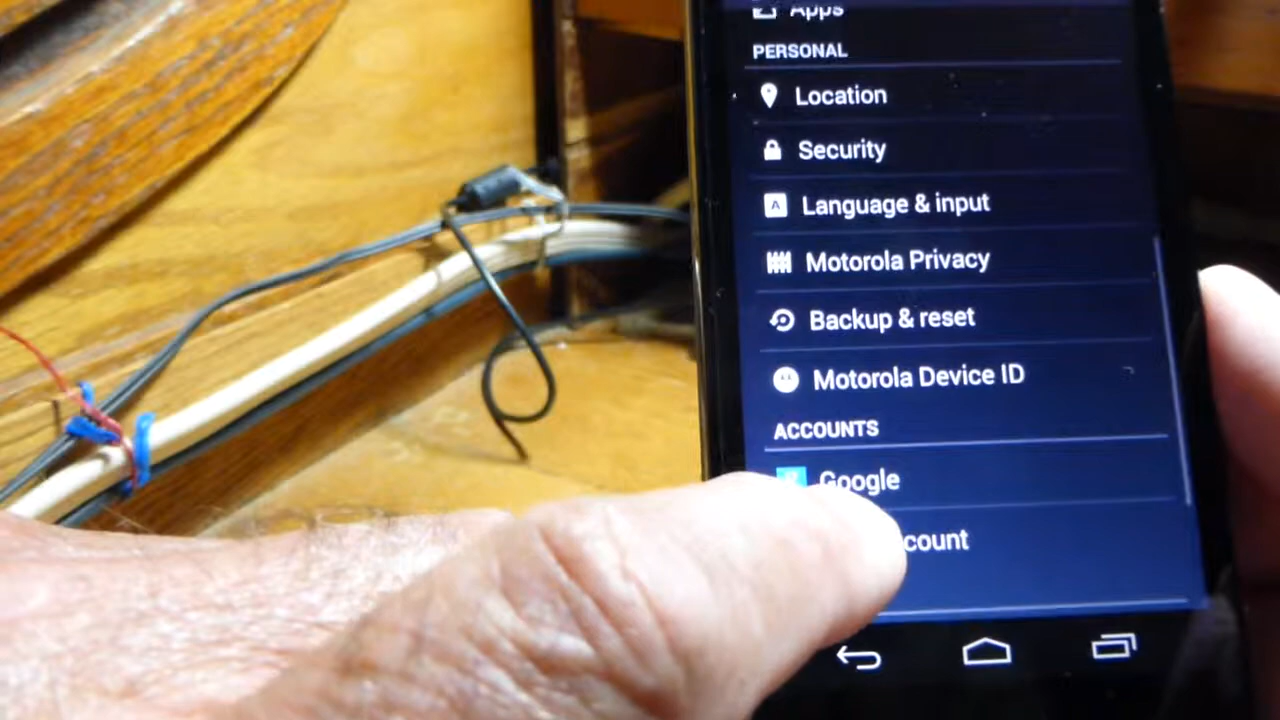 Apps
PERSONAL
Location
Security
A Language & input
Motorola Privacy
Backup & reset
Motorola Device ID
ACCOUNTS
Google
count